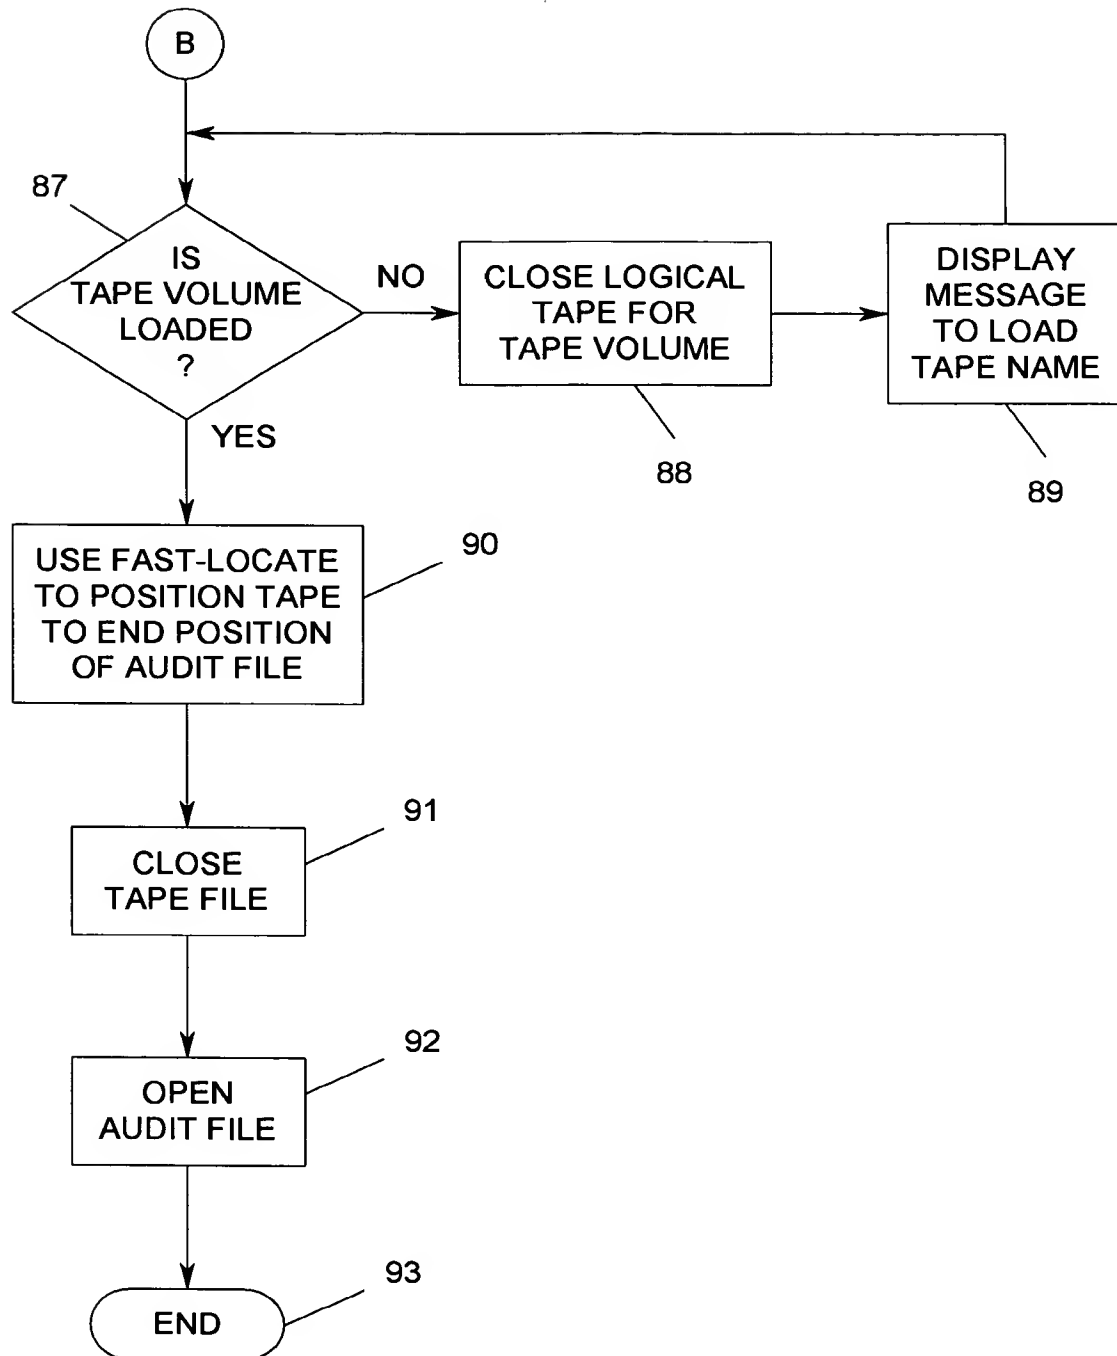 B
87
IS
TAPE VOLUME
LOADED
?
NO
YES
CLOSE LOGICAL
TAPE FOR
TAPE VOLUME
88
DISPLAY
MESSAGE
TO LOAD
TAPE NAME
89
USE FAST-LOCATE
TO POSITION TAPE
TO END POSITION
OF AUDIT FILE
90
CLOSE
TAPE FILE
91
OPEN
AUDIT FILE
92
END
93